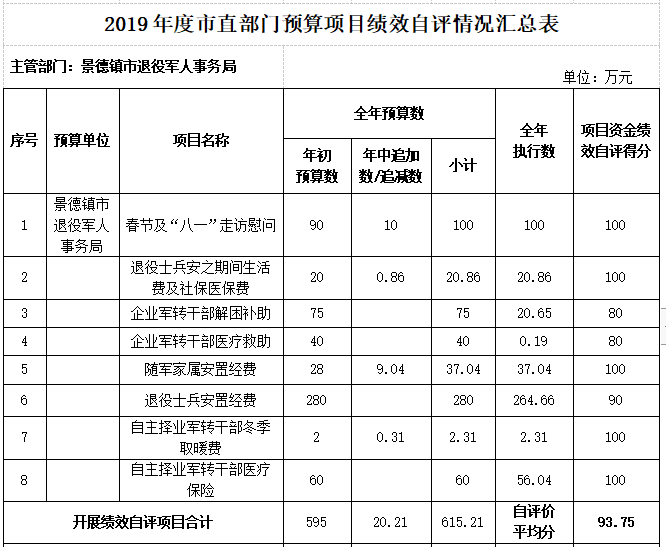 2019年度市直部门预算项目绩效自评情况汇总表
主管部门：景德镇市退役军人事务局
单位：万元
序号 预算单位 项目名称 全年预算数 全年 项目资金绩
执行数 效自评得分
年初 年中追加 小计
预算数 数/追减数
1 景德镇市 春节及“八一”走访慰问 90 10 100 100 100
退役军人
事务局
2 退役士兵安之期间生活 20 0.86 20.86 20.86 100
费及社保医保费
3 企业军转干部解困补助 75 75 20.65 80
4 企业军转干部医疗救助 40 40 0.19 80
5 随军家属安置经费 28 9.04 37.04 37.04 100
6 退役士兵安置经费 280 280 264.66 90
7 自主择业军转干部冬季 2 0.31 2.31 2.31 100
取暖费
8 自主择业军转干部医疗 60 60 56.04 100
保险
开展绩效自评项目合计 595 20.21 615.21 自评价 93.75
平均分